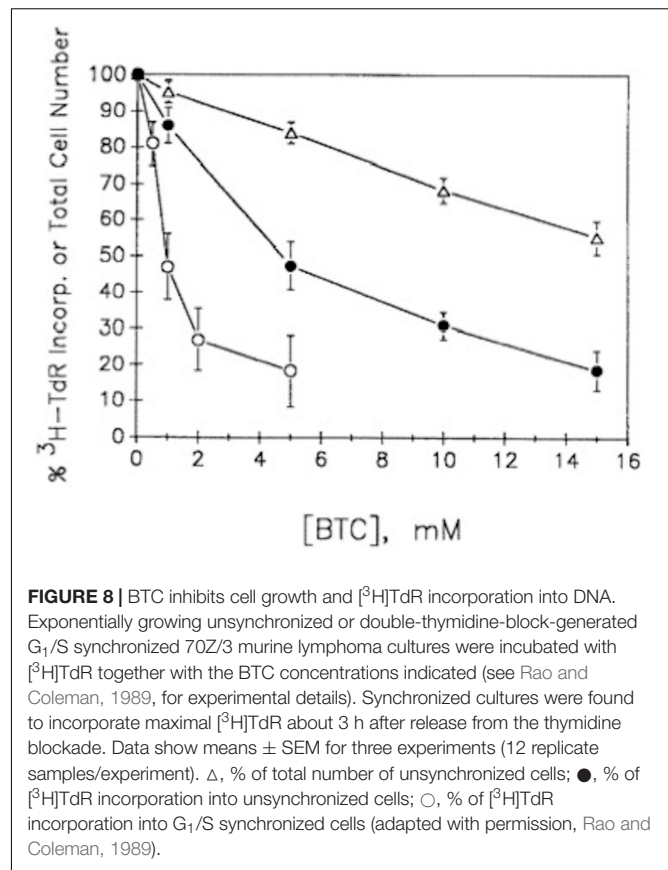 % ³H-TdR Incorp. or Total Cell Number
100
90
80
70
60
50
40
30
20
10
0
0 2 4 6 8 10 12 14 16
[BTC], mM
FIGURE 8 | BTC inhibits cell growth and [³H]TdR incorporation into DNA.
Exponentially growing unsynchronized or double-thymidine-block-generated
G₁/S synchronized 70Z/3 murine lymphoma cultures were incubated with
[³H]TdR together with the BTC concentrations indicated (see Rao and
Coleman, 1989, for experimental details). Synchronized cultures were found
to incorporate maximal [³H]TdR about 3 h after release from the thymidine
blockade. Data show means ± SEM for three experiments (12 replicate
samples/experiment). △, % of total number of unsynchronized cells; ●, % of
[³H]TdR incorporation into unsynchronized cells; ○, % of [³H]TdR
incorporation into G₁/S synchronized cells (adapted with permission, Rao and
Coleman, 1989).